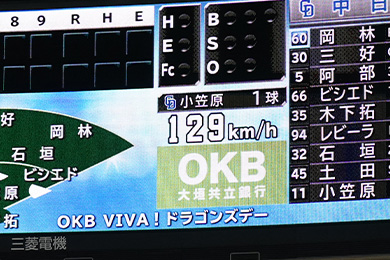 8 9 R H E
H B
E S
Fc O
CD 小笠原 1球
129km/h
OKB
大垣共立銀行
CD 中日
60 岡林
30 三好
5 阿部
66 ビシエド
35 木下拓
94 レビーラ
32 石垣
45 土田
11 小笠原
好
岡林
石垣
ビシエド
原
拓
OKB VIVA！ドラゴンズデー
三菱電機